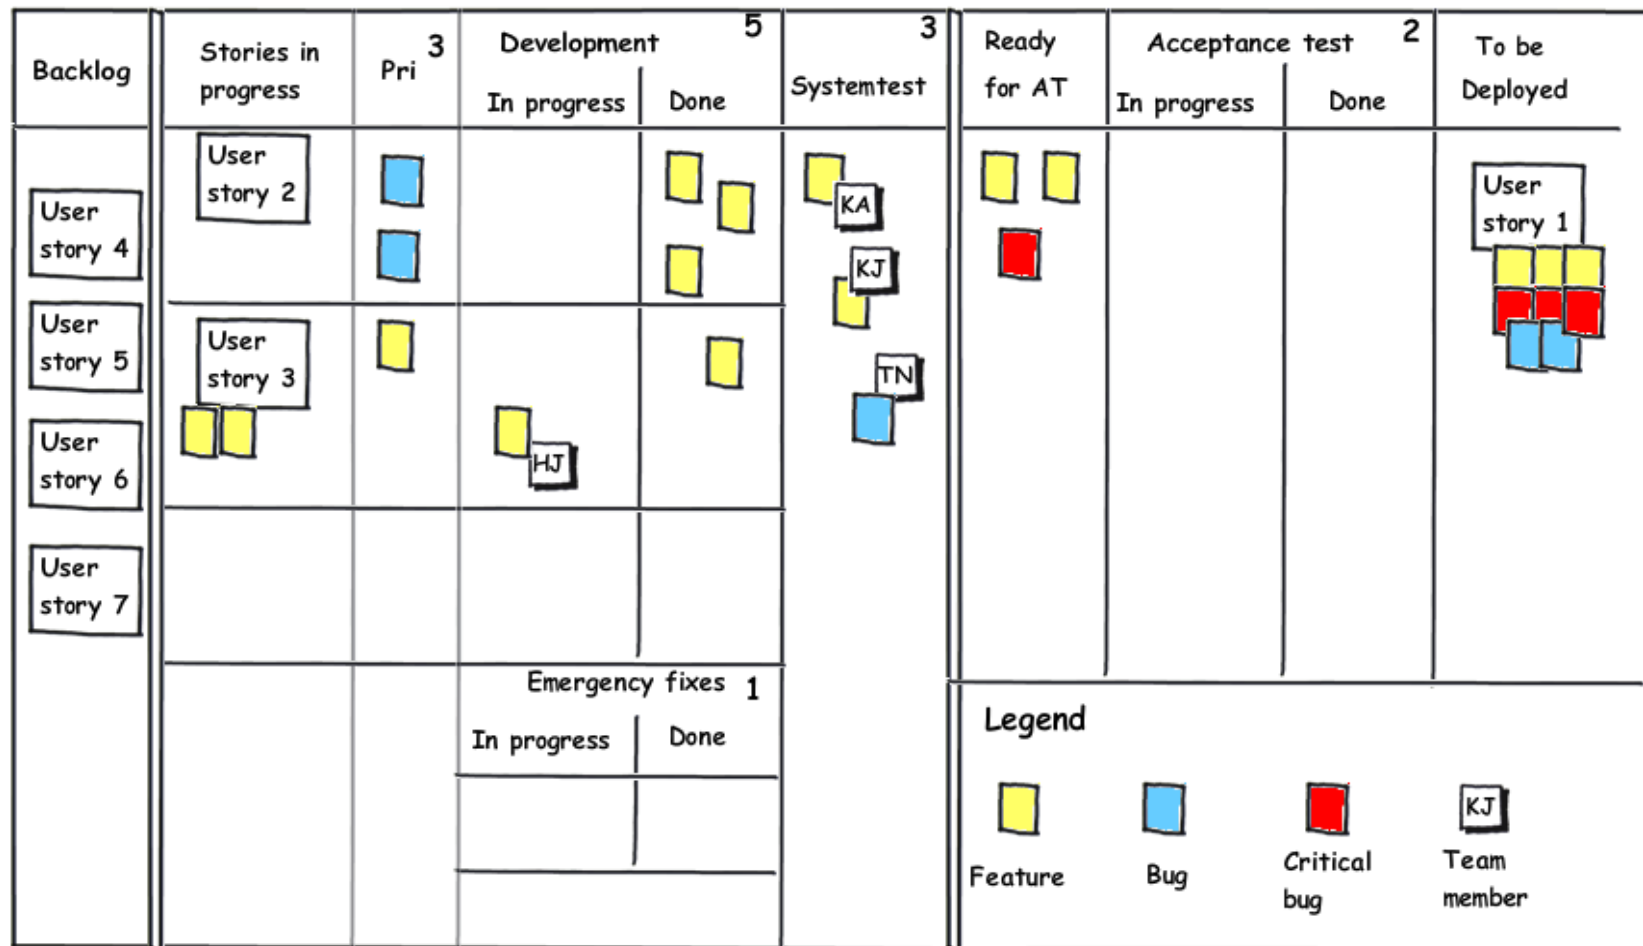 Backlog
Stories in
progress
Pri
3
Development
5
In progress
Done
Systemtest
3
Ready
for AT
Acceptance test
2
In progress
Done
To be
Deployed
User
story 4
User
story 5
User
story 6
User
story 7
User
story 2
User
story 3
HJ
KA
KJ
TN
User
story 1
Emergency fixes
1
In progress
Done
Legend
Feature
Bug
Critical
bug
KJ
Team
member